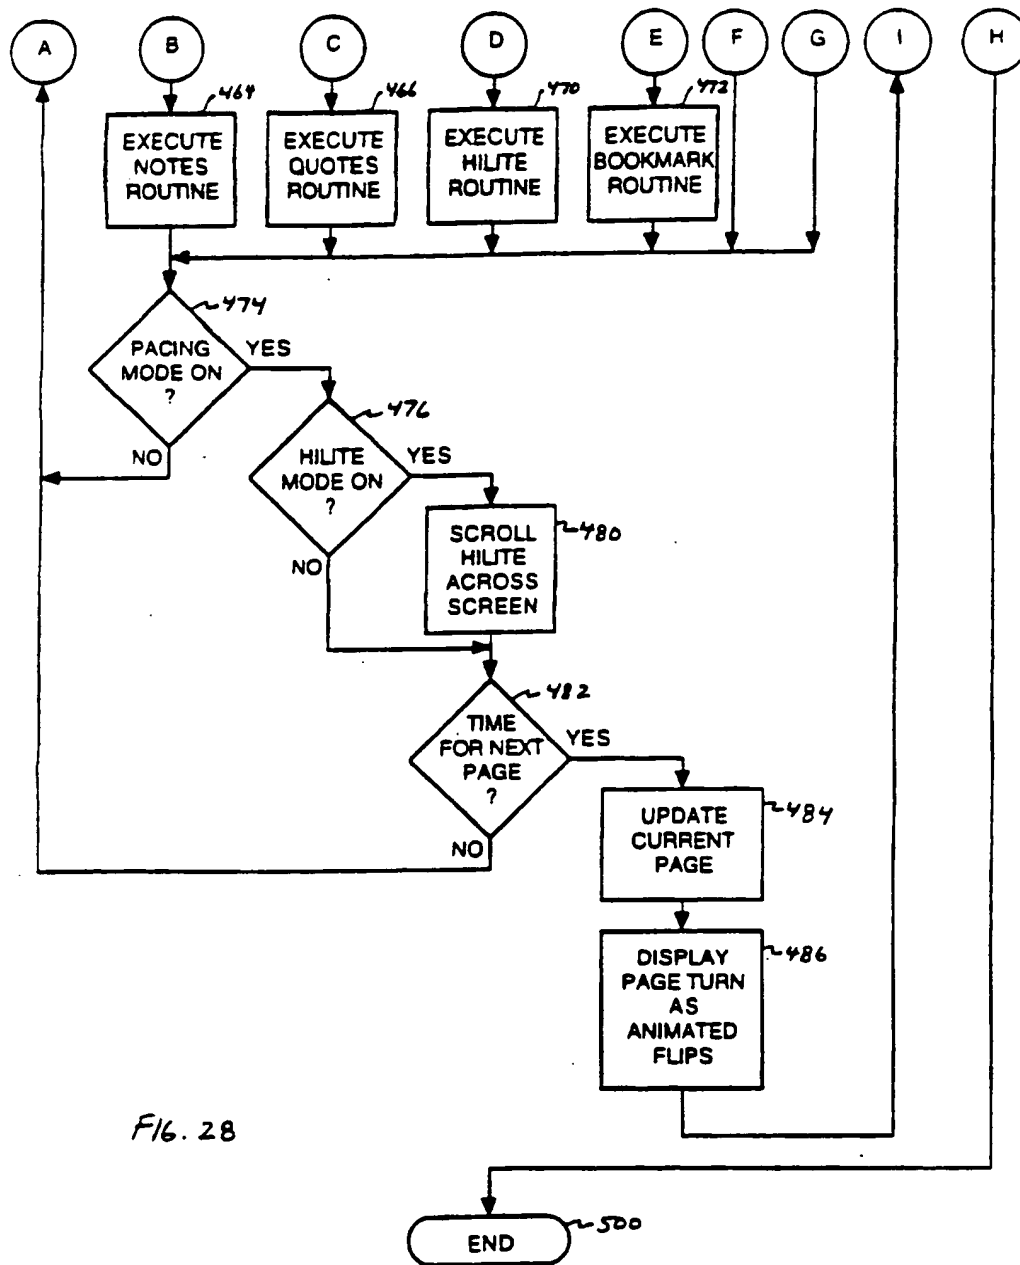 A B C D E F G I H
464 466 470 472
EXECUTE
NOTES
ROUTINE
EXECUTE
QUOTES
ROUTINE
EXECUTE
HILITE
ROUTINE
EXECUTE
BOOKMARK
ROUTINE
474
PACING
MODE ON
?
YES
NO
476
HILITE
MODE ON
?
YES
NO
480
SCROLL
HILITE
ACROSS
SCREEN
482
TIME
FOR NEXT
PAGE
?
YES
NO
484
UPDATE
CURRENT
PAGE
486
DISPLAY
PAGE TURN
AS
ANIMATED
FLIPS
FIG. 28
500
END